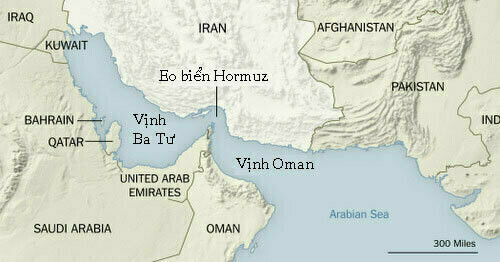 IRAQ
IRAN
AFGHANISTAN
KUWAIT
Eo biển Hormuz
PAKISTAN
BAHRAIN
Vịnh
Ba Tư
IND
QATAR
Vịnh Oman
UNITED ARAB
EMIRATES
Arabian Sea
SAUDI ARABIA
OMAN
300 Miles